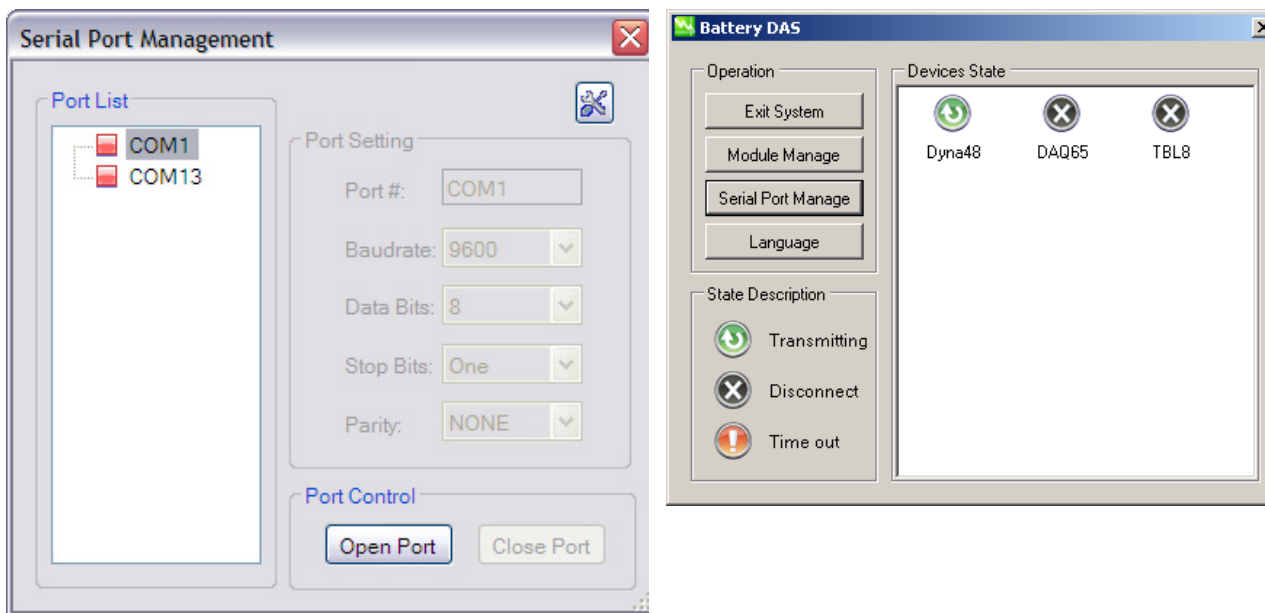 Serial Port Management
Port List
COM1
COM13
Port Setting
Port #: COM1
Baudrate: 9600
Data Bits: 8
Stop Bits: One
Parity: NONE
Port Control
Open Port Close Port
Battery DAS
Operation
Exit System
Module Manage
Serial Port Manage
Language
State Description
Transmitting
Disconnect
Time out
Devices State
Dyna48 DAQ65 TBL8